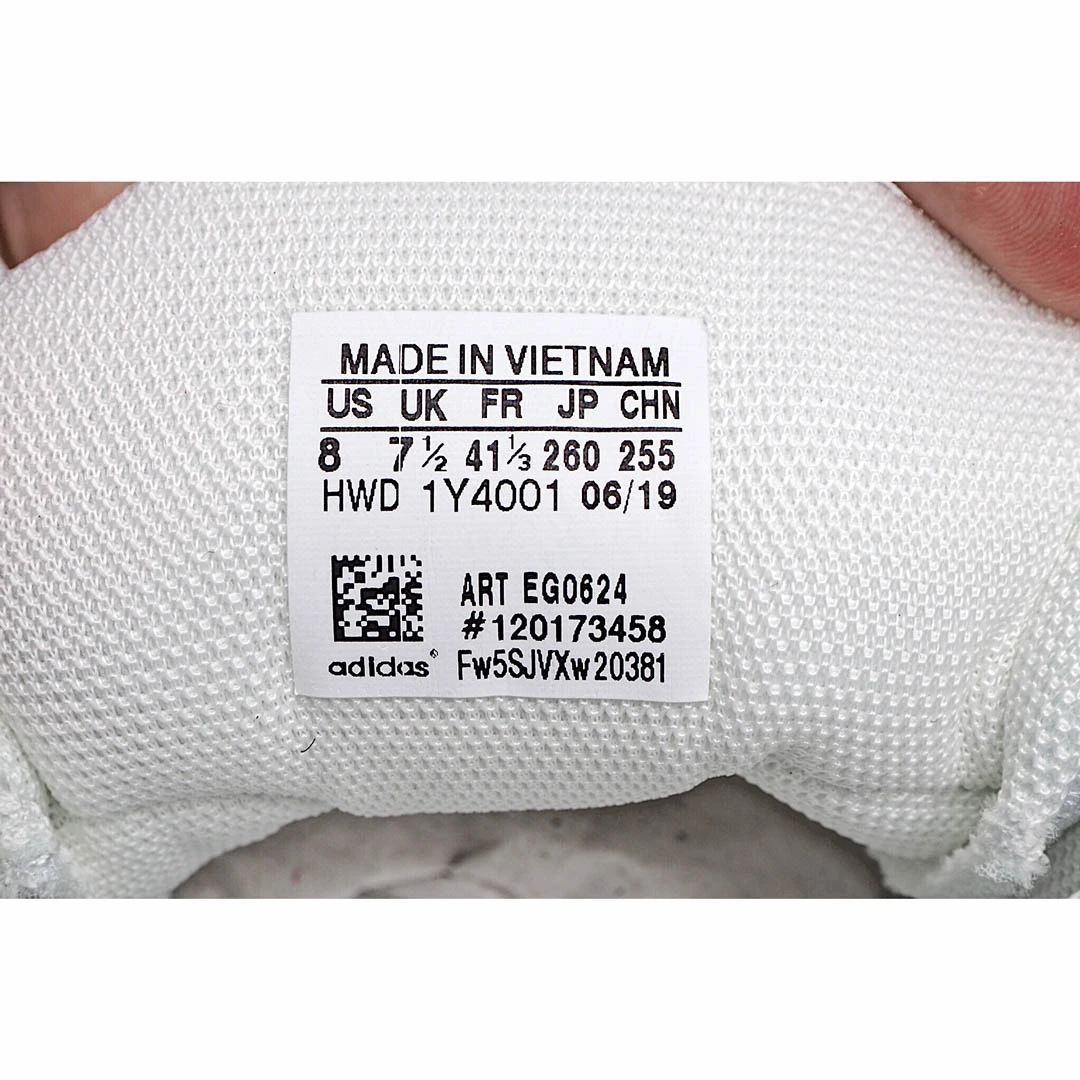 MADE IN VIETNAM
US UK FR JP CHN
8 7½ 41⅓ 260 255
HWD 1Y4001 06/19
ART EG0624
#120173458
adidas® Fw5SJVXw20381